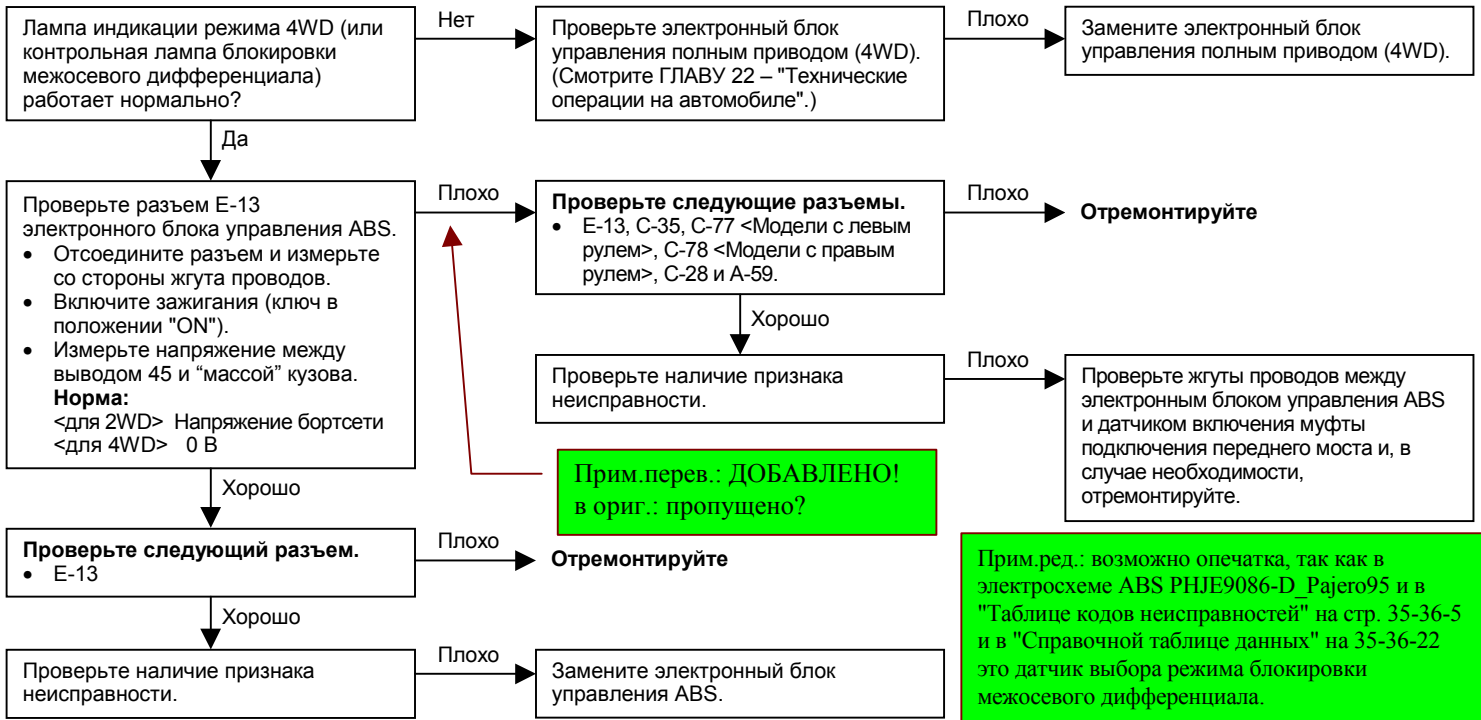 Лампа индикации режима 4WD (или
контрольная лампа блокировки
межосевого дифференциала)
работает нормально?
Нет
Проверьте электронный блок
управления полным приводом (4WD).
(Смотрите ГЛАВУ 22 – "Технические
операции на автомобиле".)
Плохо
Замените электронный блок
управления полным приводом (4WD).
Да
Проверьте разъем E-13
электронного блока управления ABS.
• Отсоедините разъем и измерьте
со стороны жгута проводов.
• Включите зажигания (ключ в
положении "ON").
• Измерьте напряжение между
выводом 45 и “массой” кузова.
Норма:
<для 2WD> Напряжение бортсети
<для 4WD> 0 В
Плохо
Проверьте следующие разъемы.
• E-13, C-35, C-77 <Модели с левым
рулем>, C-78 <Модели с правым
рулем>, C-28 и A-59.
Плохо
Отремонтируйте
Хорошо
Проверьте наличие признака
неисправности.
Плохо
Проверьте жгуты проводов между
электронным блоком управления ABS
и датчиком включения муфты
подключения переднего моста и, в
случае необходимости,
отремонтируйте.
Прим.перев.: ДОБАВЛЕНО!
в ориг.: пропущено?
Хорошо
Проверьте следующий разъем.
• E-13
Плохо
Отремонтируйте
Прим.ред.: возможно опечатка, так как в
электросхеме ABS PHJE9086-D_Pajero95 и в
"Таблице кодов неисправностей" на стр. 35-36-5
и в "Справочной таблице данных" на 35-36-22
это датчик выбора режима блокировки
межосевого дифференциала.
Хорошо
Проверьте наличие признака
неисправности.
Плохо
Замените электронный блок
управления ABS.